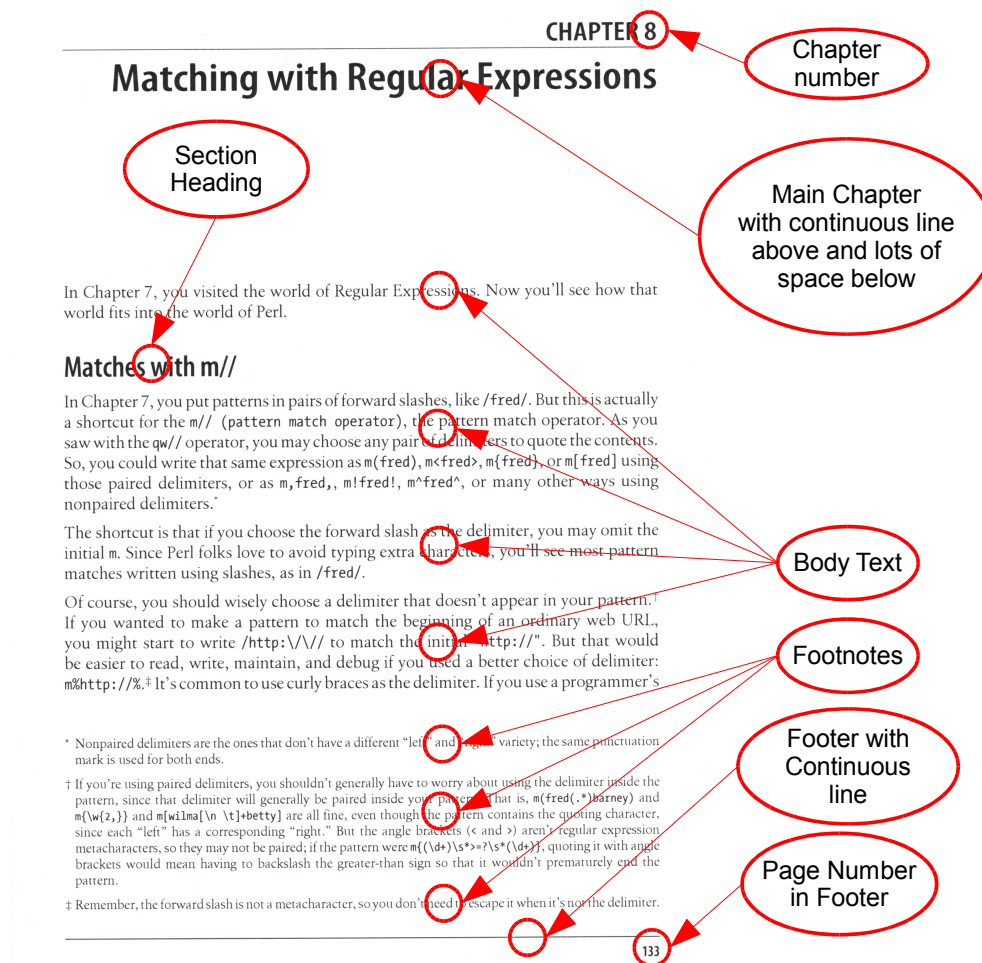 CHAPTER 8
Chapter
number
Matching with Regular Expressions
Section
Heading
Main Chapter
with continuous line
above and lots of
space below
In Chapter 7, you visited the world of Regular Expressions. Now you'll see how that
world fits into the world of Perl.
Matches with m//
In Chapter 7, you put patterns in pairs of forward slashes, like /fred/. But this is actually
a shortcut for the m// (pattern match operator), the pattern match operator. As you
saw with the qw// operator, you may choose any pair of delimiters to quote the contents.
So, you could write that same expression as m(fred), m<fred>, m{fred}, or m[fred] using
those paired delimiters, or as m,fred,, m!fred!, m^fred^, or many other ways using
nonpaired delimiters.*
The shortcut is that if you choose the forward slash as the delimiter, you may omit the
initial m. Since Perl folks love to avoid typing extra characters, you'll see most pattern
matches written using slashes, as in /fred/.
Body Text
Of course, you should wisely choose a delimiter that doesn't appear in your pattern.†
If you wanted to make a pattern to match the beginning of an ordinary web URL,
you might start to write /http:\/\// to match the initial "http://". But that would
be easier to read, write, maintain, and debug if you used a better choice of delimiter:
m%http://%.‡ It's common to use curly braces as the delimiter. If you use a programmer's
Footnotes
* Nonpaired delimiters are the ones that don't have a different "left" and "right" variety; the same punctuation
mark is used for both ends.
† If you're using paired delimiters, you shouldn't generally have to worry about using the delimiter inside the
pattern, since that delimiter will generally be paired inside your pattern. That is, m(fred(.*)barney) and
m{\w{2,}} and m[wilma[\n \t]+betty] are all fine, even though the pattern contains the quoting character,
since each "left" has a corresponding "right." But the angle brackets (< and >) aren't regular expression
metacharacters, so they may not be paired; if the pattern were m{(\d+)\s*>=?\s*(\d+)}, quoting it with angle
brackets would mean having to backslash the greater-than sign so that it wouldn't prematurely end the
pattern.
‡ Remember, the forward slash is not a metacharacter, so you don't need to escape it when it's not the delimiter.
Footer with
Continuous
line
Page Number
in Footer
133